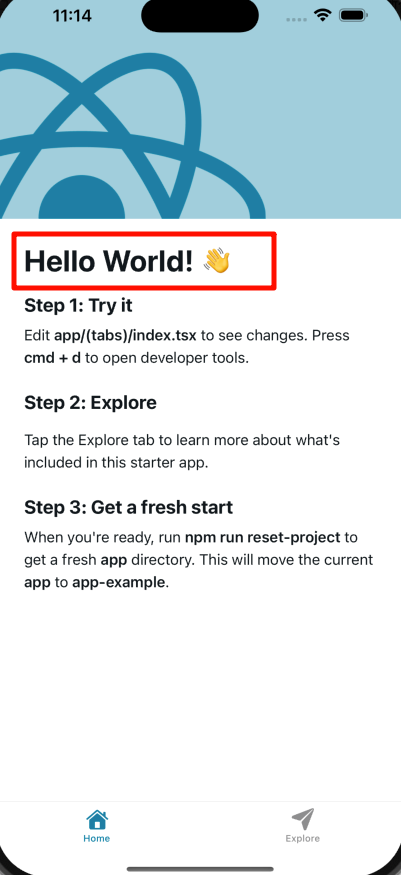 11:14
Hello World! 👋
Step 1: Try it
Edit app/(tabs)/index.tsx to see changes. Press
cmd + d to open developer tools.
Step 2: Explore
Tap the Explore tab to learn more about what's
included in this starter app.
Step 3: Get a fresh start
When you're ready, run npm run reset-project to
get a fresh app directory. This will move the current
app to app-example.
Home
Explore